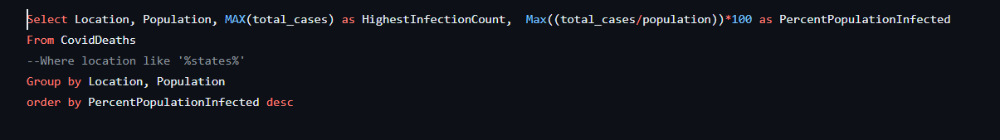 Select Location, Population, MAX(total_cases) as HighestInfectionCount,  Max((total_cases/population))*100 as PercentPopulationInfected
From CovidDeaths
--Where location like '%states%'
Group by Location, Population
order by PercentPopulationInfected desc